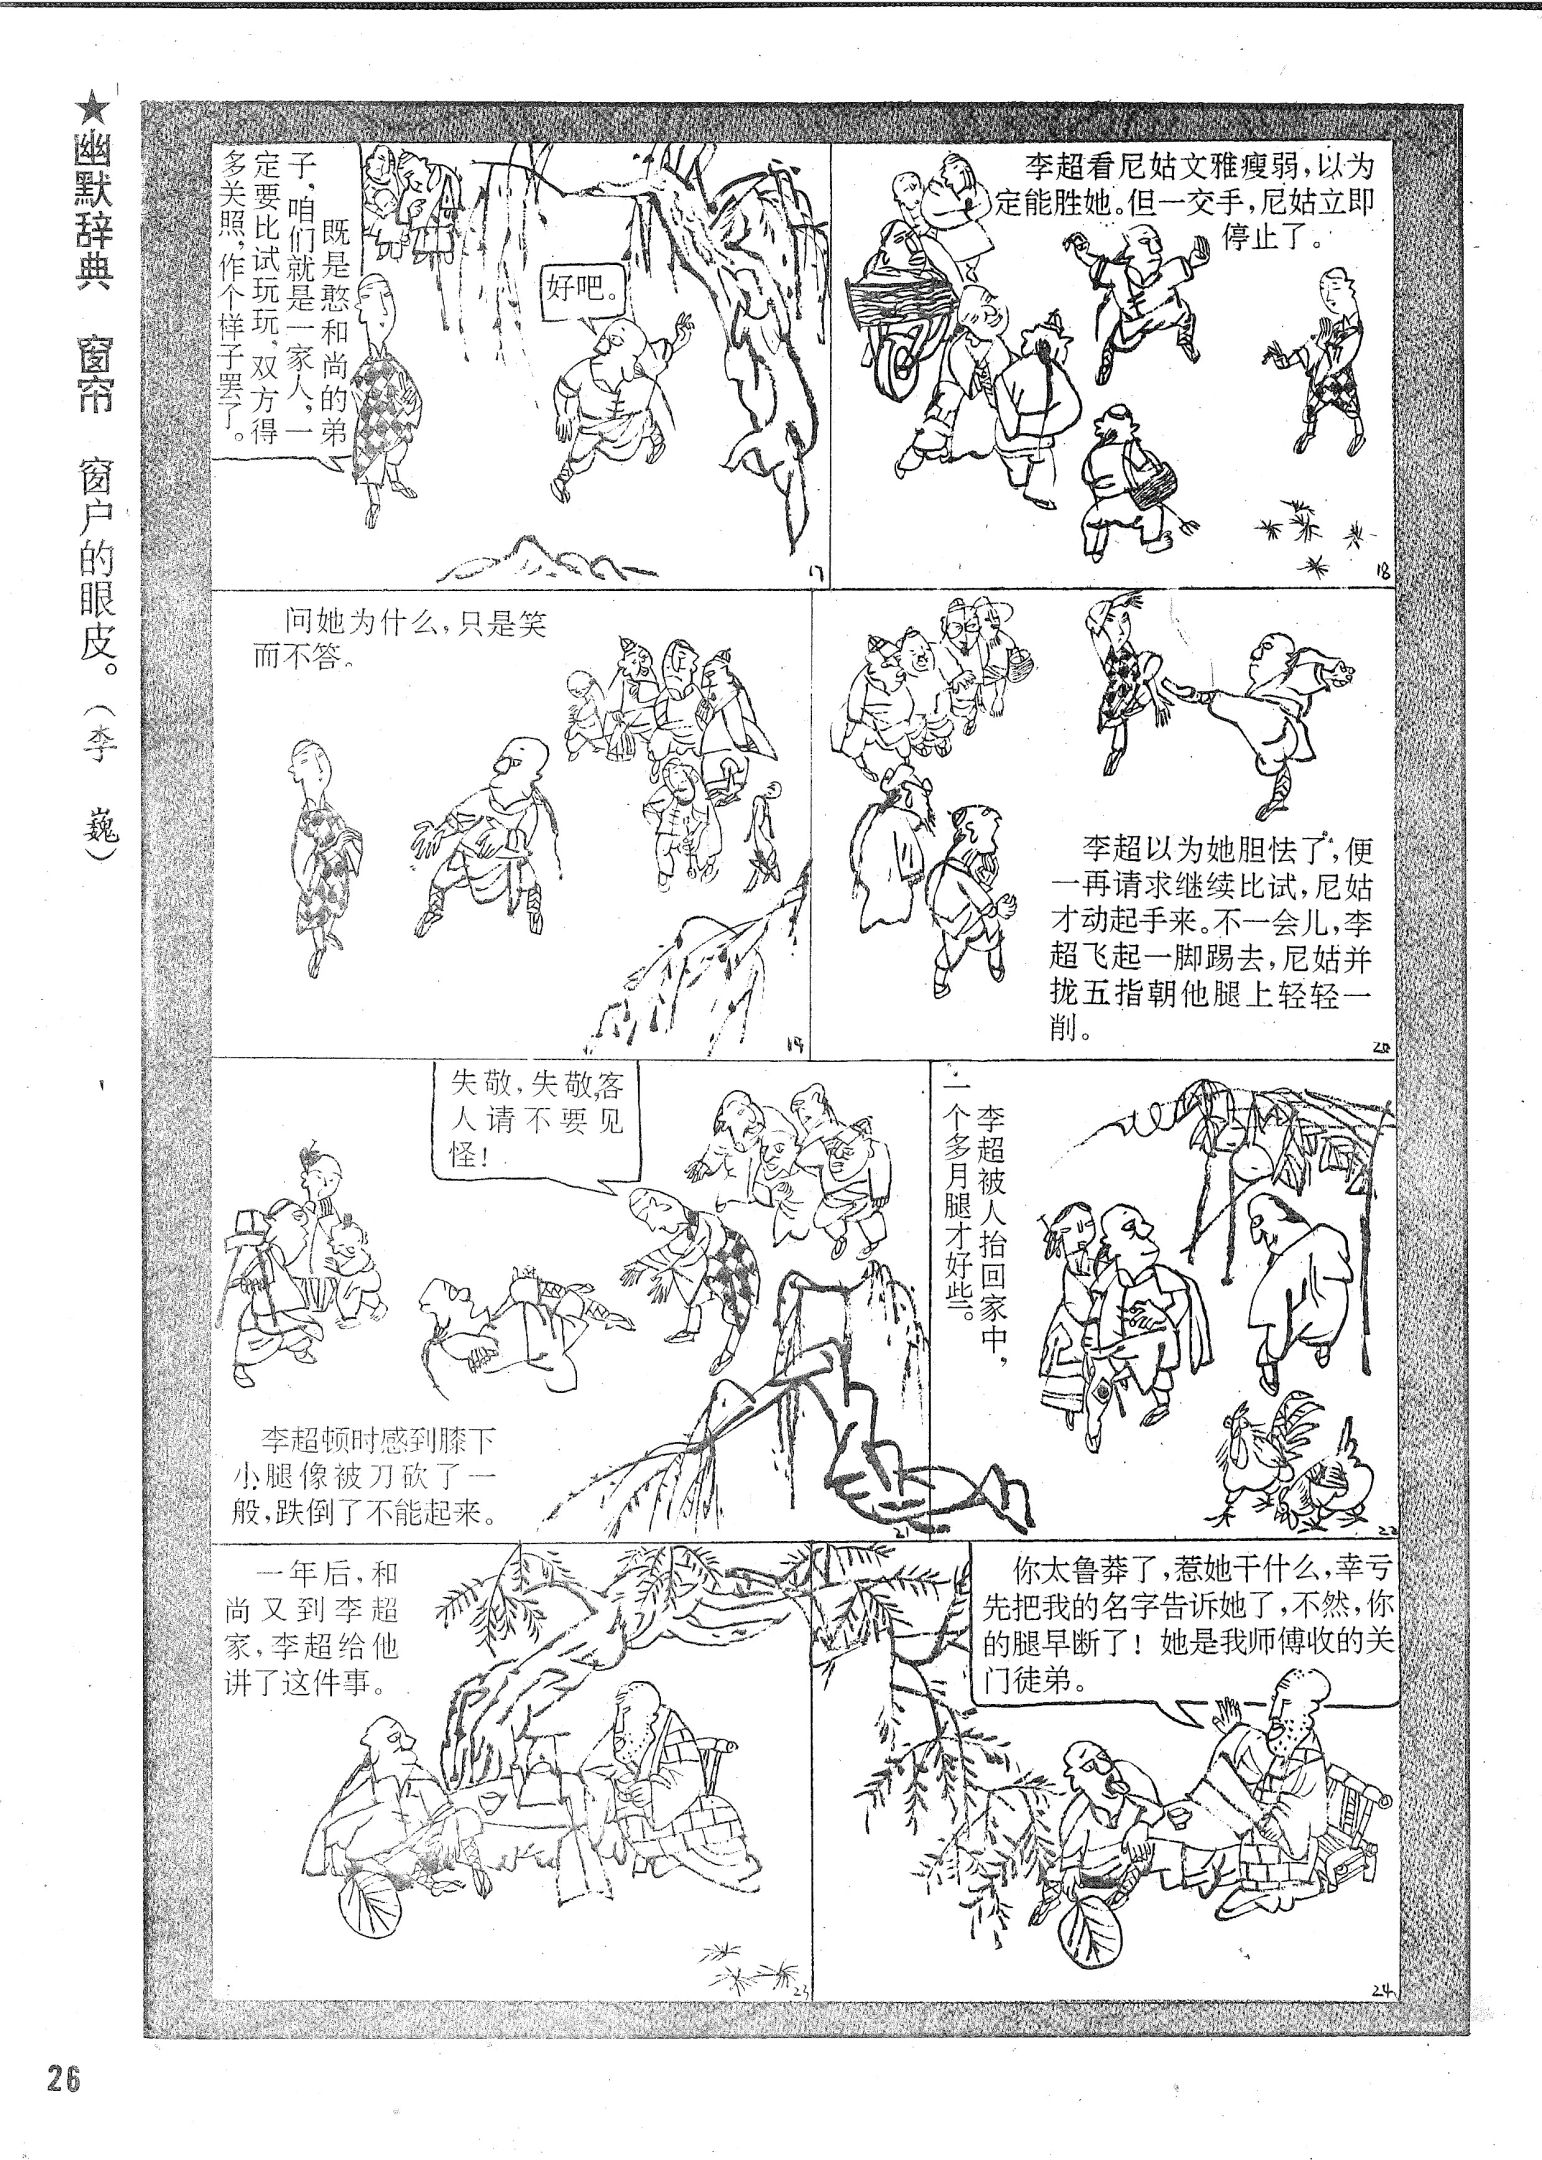 ★幽默辞典 窗帘 窗户的眼皮。（李 巍）
既是憨和尚的弟
子，咱们就是一家人，一
定要比试玩玩，双方得
多关照，作个样子罢了。
好吧。
17
李超看尼姑文雅瘦弱，以为
定能胜她。但一交手，尼姑立即
停止了。
18
问她为什么，只是笑
而不答。
19
李超以为她胆怯了，便
一再请求继续比试，尼姑
才动起手来。不一会儿，李
超飞起一脚踢去，尼姑并
拢五指朝他腿上轻轻一
削。
20
失敬，失敬，客
人请不要见
怪！
李超顿时感到膝下
小腿像被刀砍了一
般，跌倒了不能起来。
21
李超被人抬回家中，
一个多月腿才好些。
22
一年后，和
尚又到李超
家，李超给他
讲了这件事。
23
你太鲁莽了，惹她干什么，幸亏
先把我的名字告诉她了，不然，你
的腿早断了！她是我师傅收的关
门徒弟。
24
26